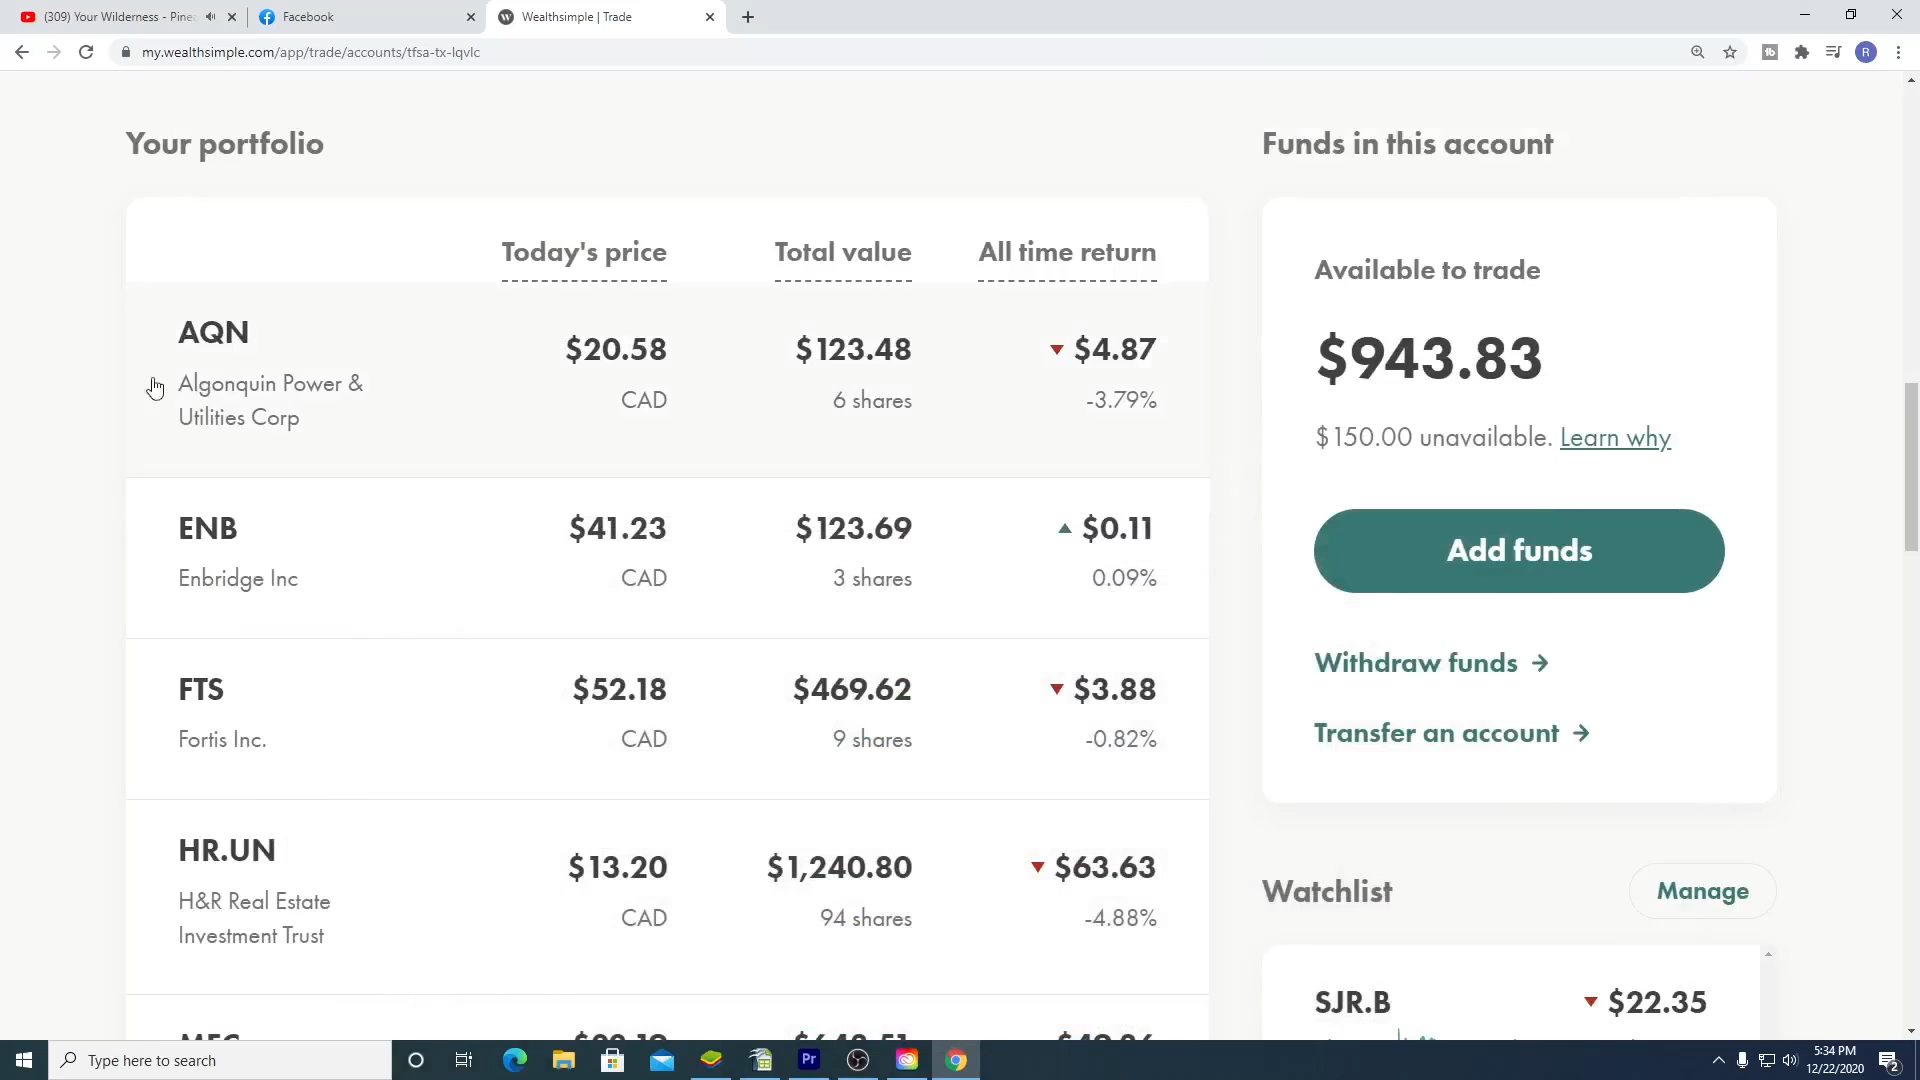 (309) Your Wilderness - Pine
Facebook
Wealthsimple | Trade
my.wealthsimple.com/app/trade/accounts/tfsa-tx-lqvlc
R
Your portfolio
Funds in this account
Today's price Total value All time return
Available to trade
AQN
$20.58 $123.48 $4.87
$943.83
Algonquin Power &
CAD 6 shares -3.79%
Utilities Corp
$150.00 unavailable. Learn why
ENB $41.23 $123.69 $0.11
Add funds
Enbridge Inc CAD 3 shares 0.09%
Withdraw funds
FTS $52.18 $469.62 $3.88
Fortis Inc. CAD 9 shares -0.82%
Transfer an account
HR.UN
$13.20 $1,240.80 $63.63
Watchlist Manage
H&R Real Estate
CAD 94 shares -4.88%
Investment Trust
SJR.B $22.35
Type here to search
Pr
5:34 PM
12/22/2020
2